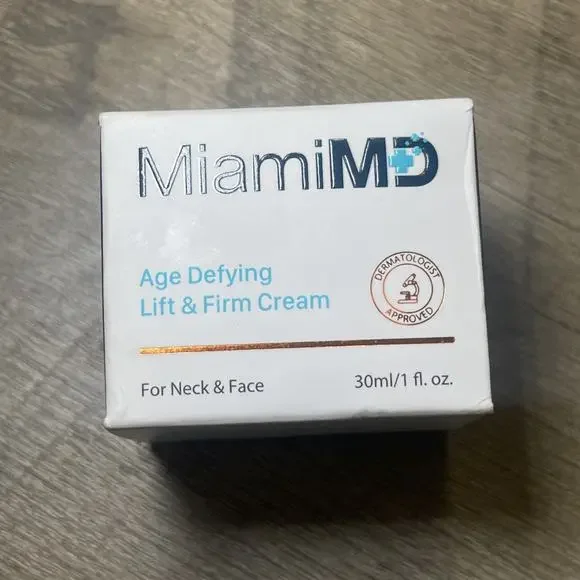 MiamiMD
Age Defying
Lift & Firm Cream
DERMATOLOGIST
APPROVED
For Neck & Face
30ml/1 fl. oz.